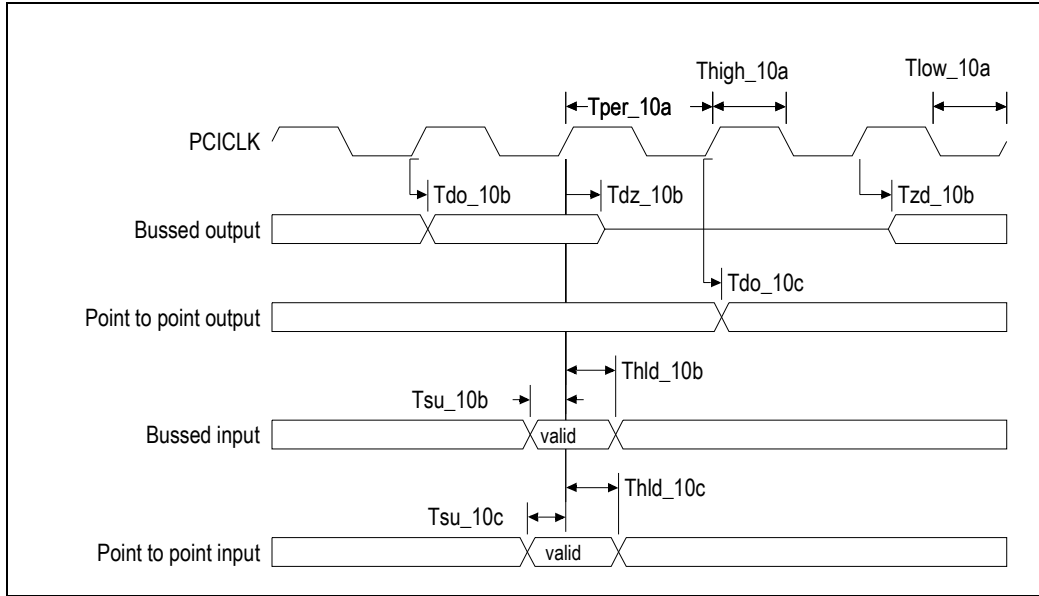 Thigh_10a
Tlow_10a
Tper_10a
PCICLK
Tdo_10b
Tdz_10b
Tzd_10b
Bussed output
Tdo_10c
Point to point output
Thld_10b
Tsu_10b
Bussed input
valid
Thld_10c
Tsu_10c
Point to point input
valid